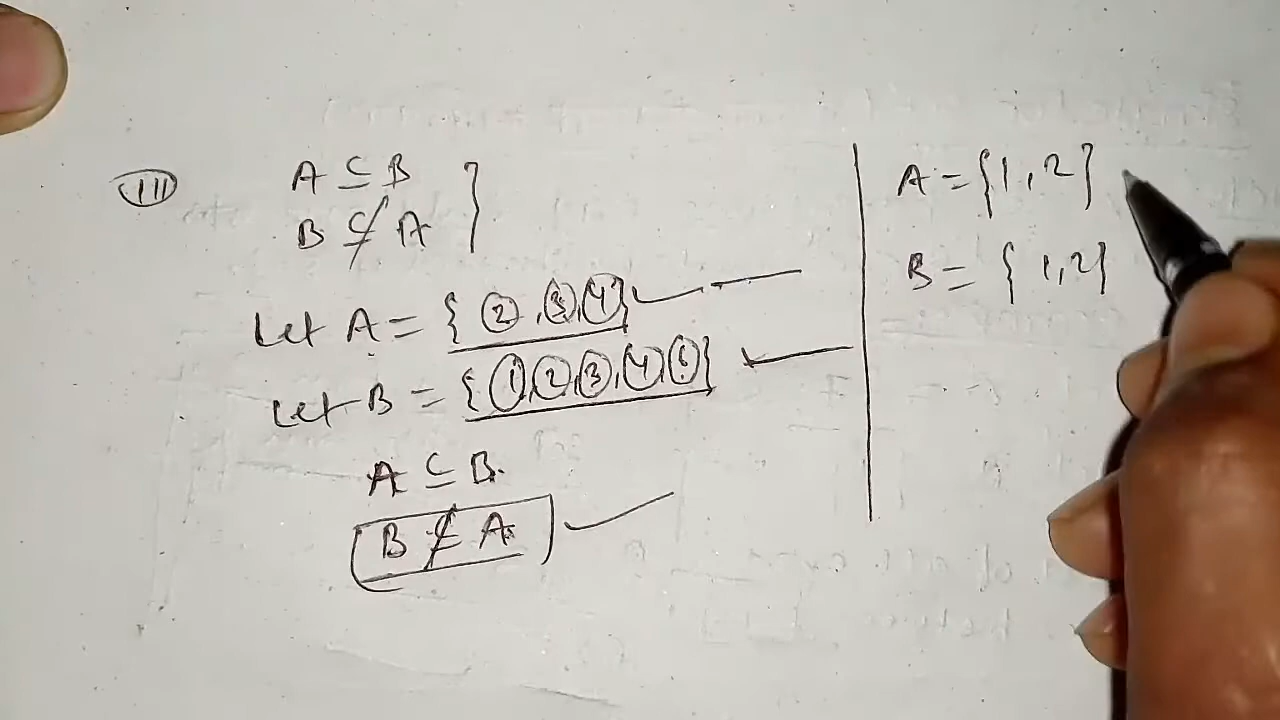 (III)
A ⊆ B
B ⊈ A }
Let A = { 2, 3, 4}
Let B = { 1, 2, 3, 4, 5}
A ⊆ B.
B ⊈ A
A = {1, 2}
B = { 1, 2}